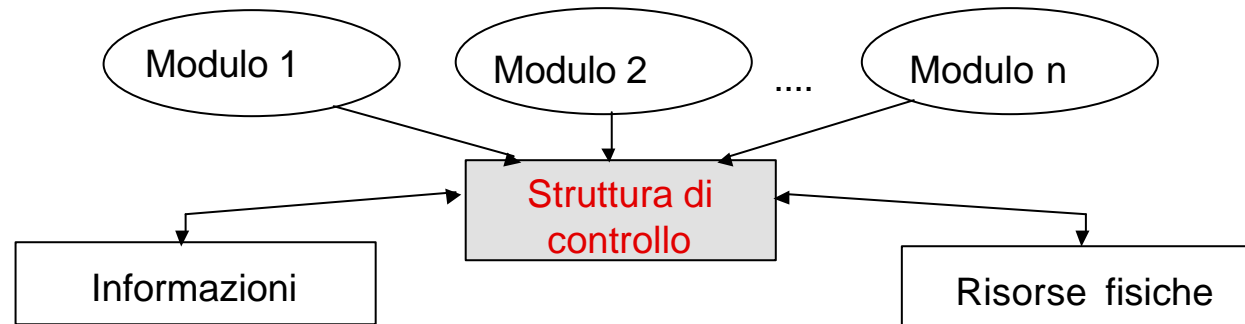 Modulo 1
Modulo 2
....
Modulo n
Struttura di
controllo
Informazioni
Risorse fisiche